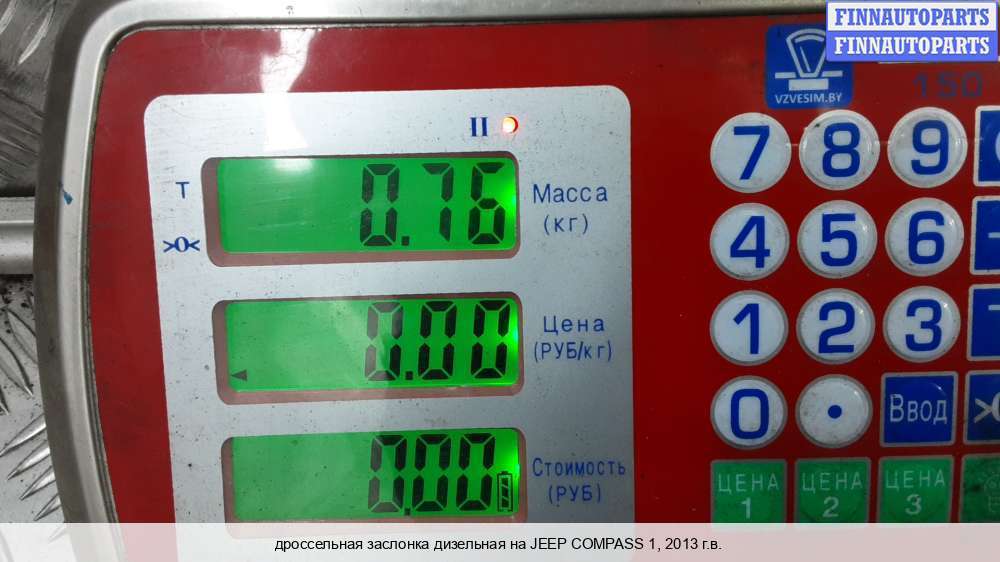 FINNAUTOPARTS
FINNAUTOPARTS
VZVESIM.BY
150
II
T
0.76
Масса
(кг)
>0<
7 8 9
4 5 6
0.00
Цена
(РУБ/кг)
1 2 3
0 . Ввод
0.00
Стоимость
(РУБ)
ЦЕНА 1
ЦЕНА 2
ЦЕНА 3
дроссельная заслонка дизельная на JEEP COMPASS 1, 2013 г.в.